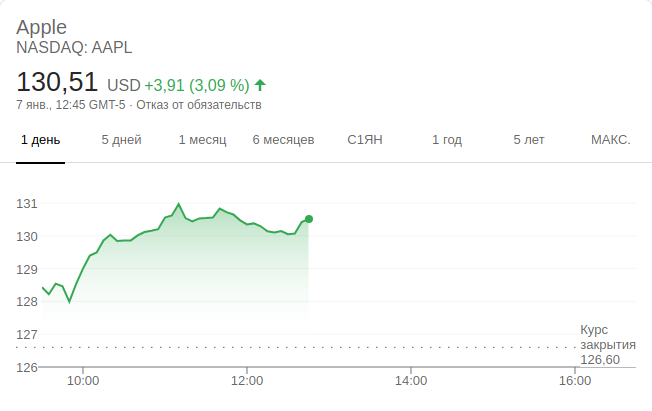 Apple
NASDAQ: AAPL
130,51 USD +3,91 (3,09 %)
7 янв., 12:45 GMT-5 · Отказ от обязательств
1 день 5 дней 1 месяц 6 месяцев С1ЯН 1 год 5 лет МАКС.
131
130
129
128
127
126
Курс
закрытия
126,60
10:00 12:00 14:00 16:00